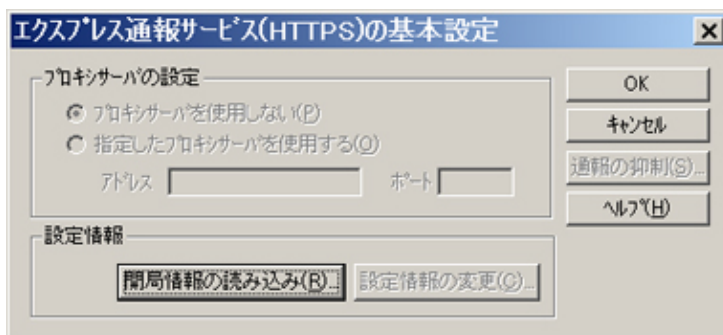 エクスプレス通報サービス(HTTPS)の基本設定
プロキシサーバの設定
プロキシサーバを使用しない(P)
指定したプロキシサーバを使用する(O)
アドレス ポート
OK
キャンセル
通報の抑制(S)...
ヘルプ(H)
設定情報
開局情報の読み込み(R)... 設定情報の変更(C)...